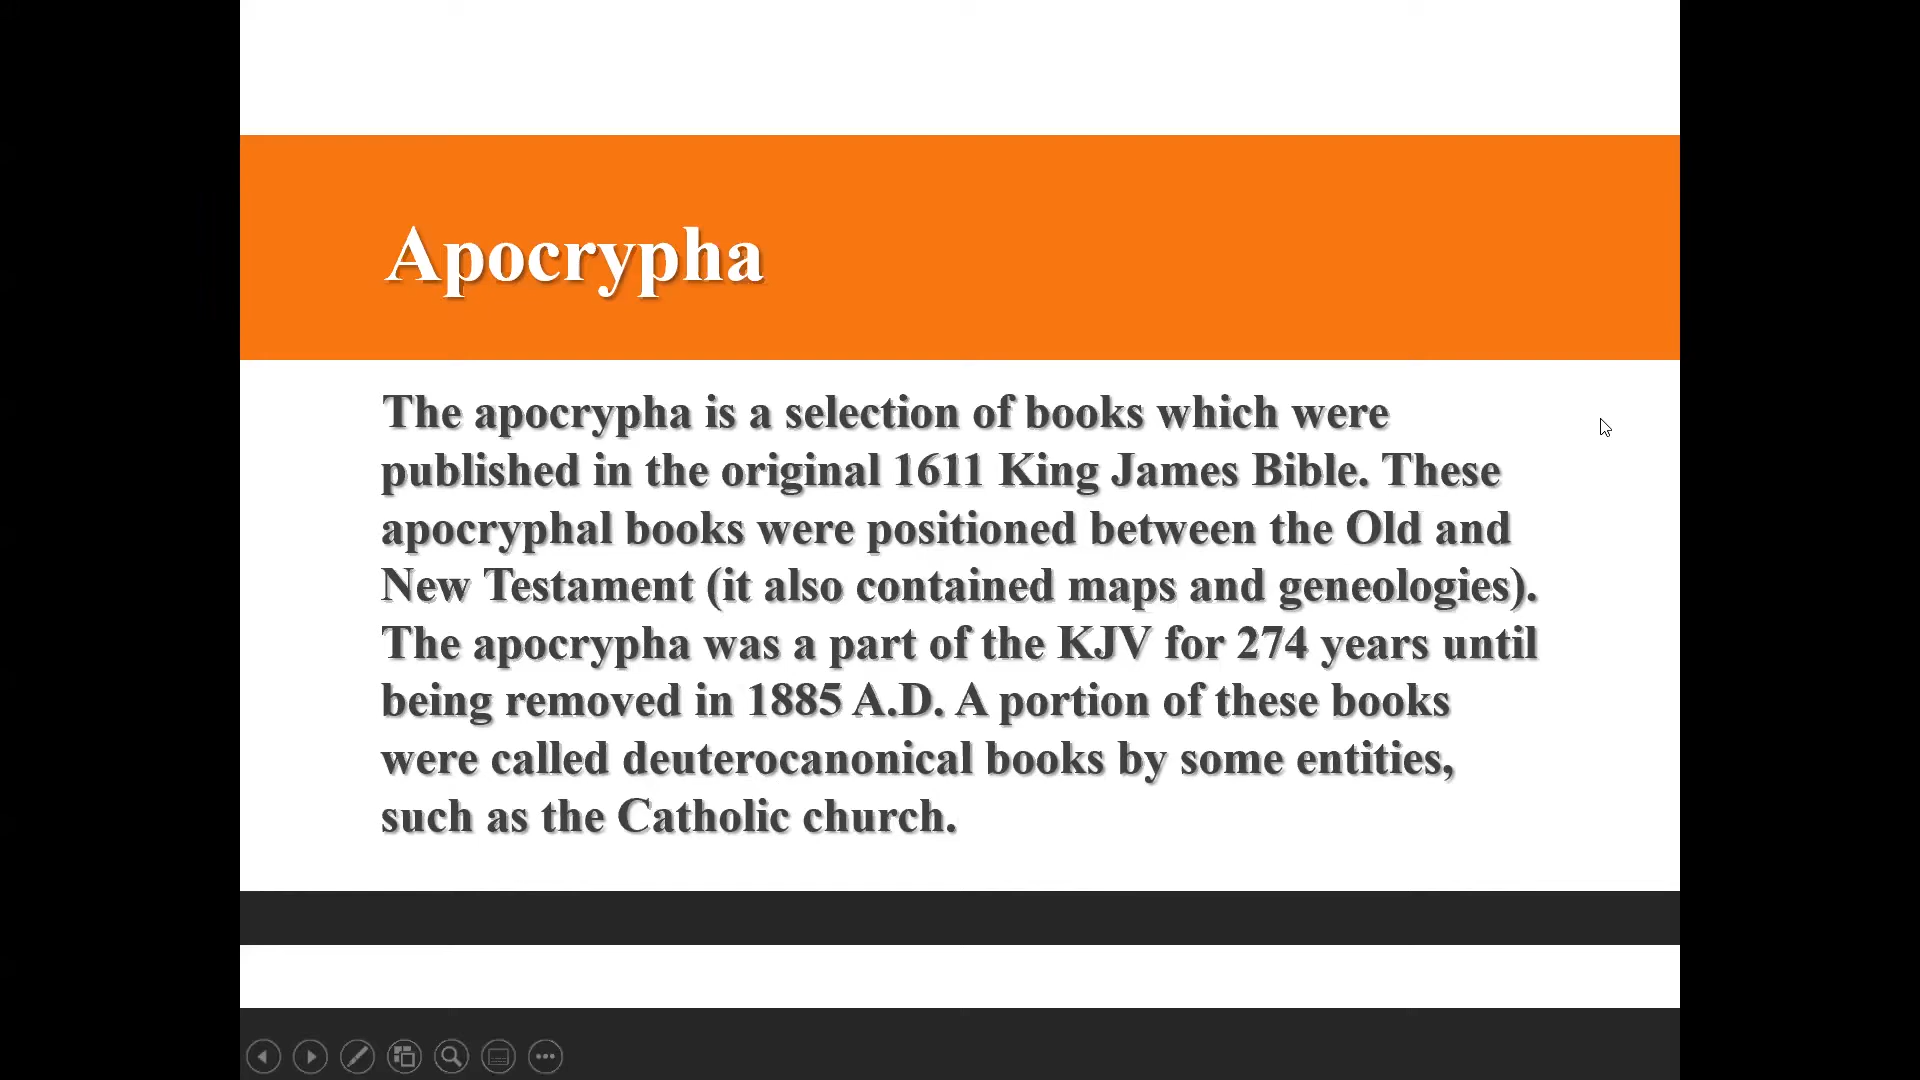 Apocrypha
The apocrypha is a selection of books which were
published in the original 1611 King James Bible. These
apocryphal books were positioned between the Old and
New Testament (it also contained maps and geneologies).
The apocrypha was a part of the KJV for 274 years until
being removed in 1885 A.D. A portion of these books
were called deuterocanonical books by some entities,
such as the Catholic church.